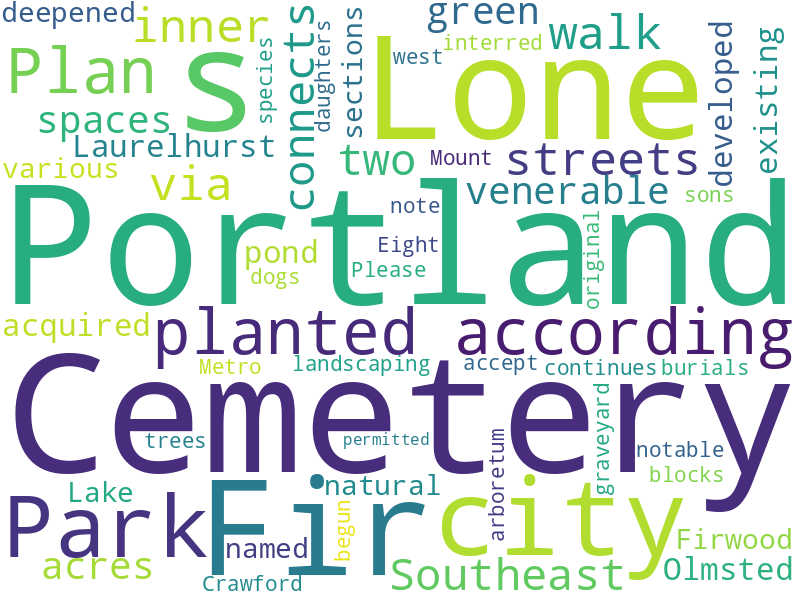 deepened
inner
s
Lone
green
walk
Plan
species
connects
daughters
sections
west
interred
developed
existing
spaces
Laurelhurst
two
Mount
streets
various
via
venerable
sons
Portland
note
Eight
Please
pond
dogs
original
acquired
planted
according
Metro
landscaping
accept
continues
burials
Cemetery
trees
permitted
arboretum
graveyard
notable
blocks
Lake
natural
Park
Fir
city
named
begun
Firwood
acres
Crawford
Southeast
Olmsted